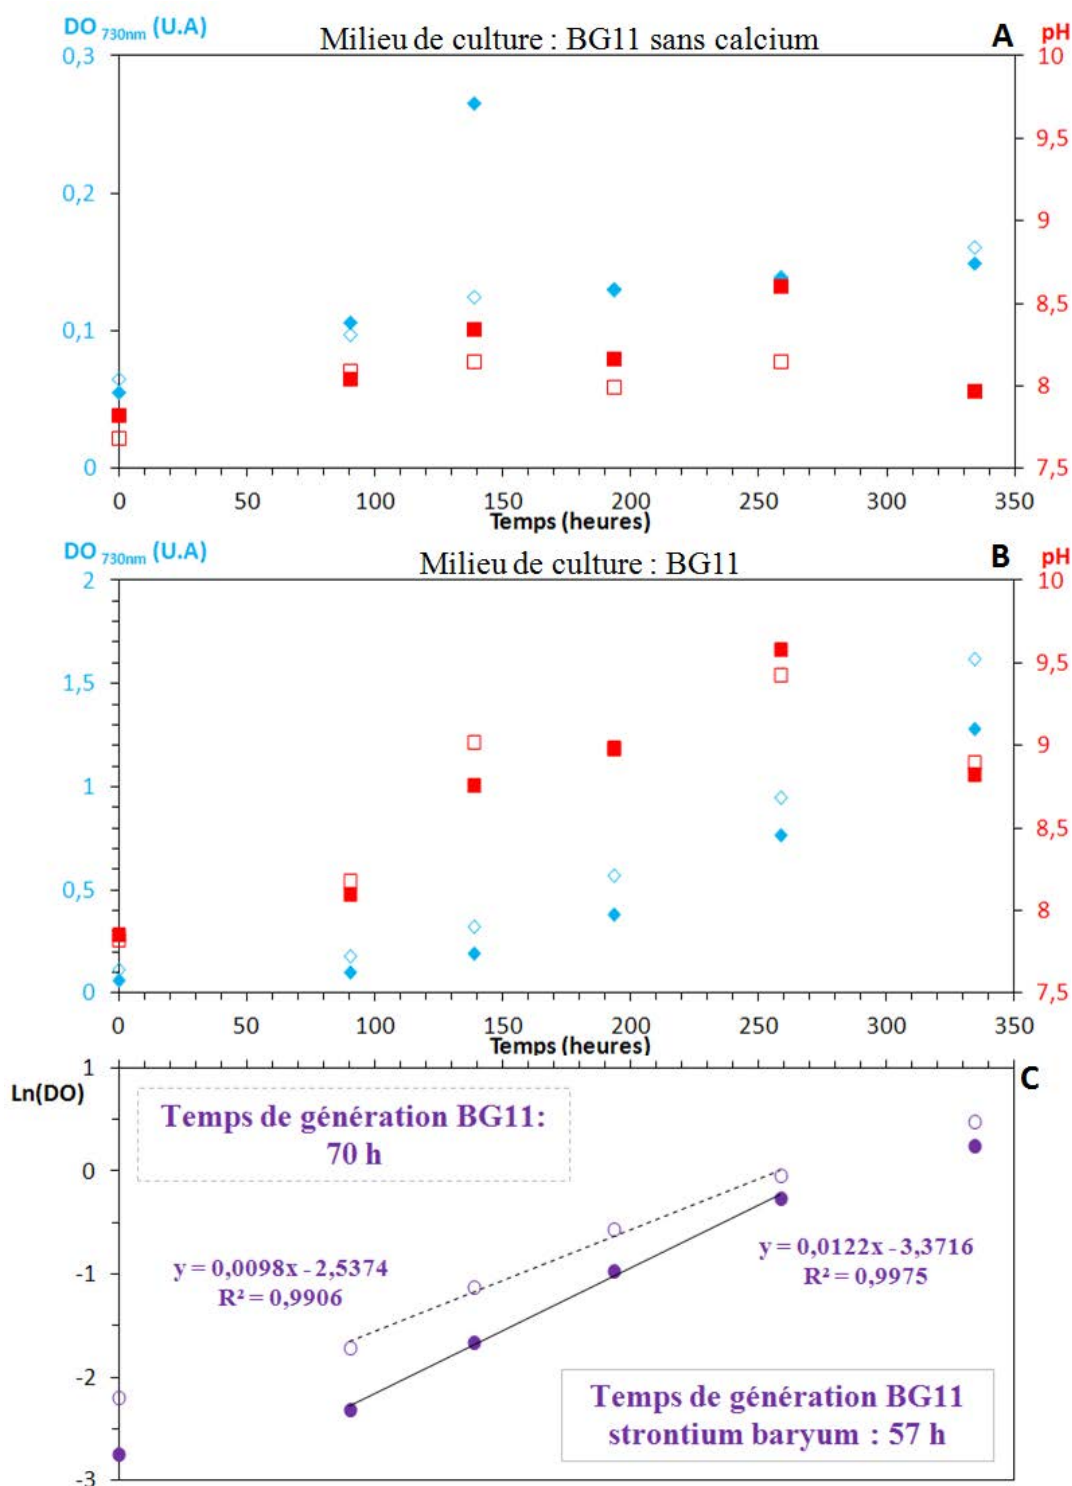 DO 730nm (U.A)
Milieu de culture : BG11 sans calcium
A
pH
0,3
10
9,5
0,2
9
8,5
0,1
8
0
7,5
0 50 100 150 200 250 300 350
Temps (heures)
DO 730nm (U.A)
Milieu de culture : BG11
B
pH
2
10
1,5
9,5
9
1
8,5
0,5
8
0
7,5
0 50 100 150 200 250 300 350
Temps (heures)
1
C
Ln(DO)
Temps de génération BG11:
70 h
0
y = 0,0098x - 2,5374
R² = 0,9906
y = 0,0122x - 3,3716
R² = 0,9975
-1
-2
Temps de génération BG11
strontium baryum : 57 h
-3